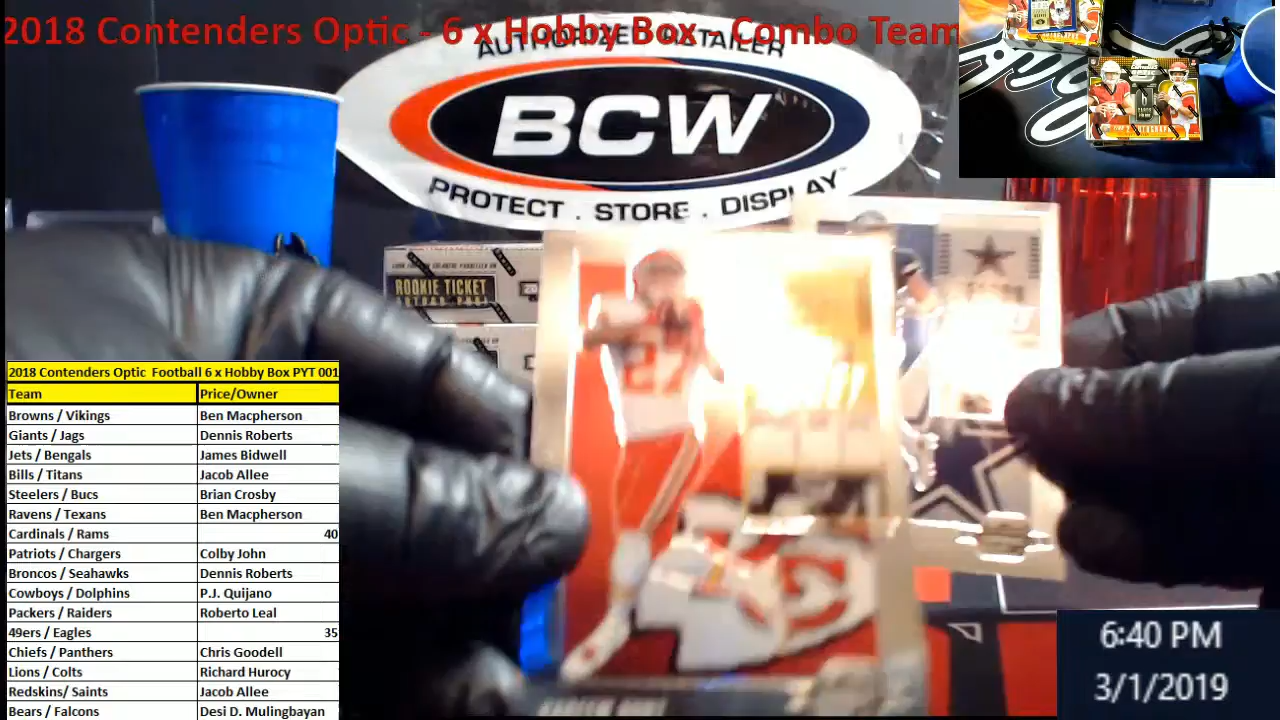 2018 Contenders Optic - 6 x Hobby Box - Combo Team
AUTHORIZED RETAILER
BCW
PROTECT . STORE . DISPLAY
ROOKIE TICKET
27
2018 Contenders Optic Football 6 x Hobby Box PYT 001
Team Price/Owner
Browns / Vikings Ben Macpherson
Giants / Jags Dennis Roberts
Jets / Bengals James Bidwell
Bills / Titans Jacob Allee
Steelers / Bucs Brian Crosby
Ravens / Texans Ben Macpherson
Cardinals / Rams 40
Patriots / Chargers Colby John
Broncos / Seahawks Dennis Roberts
Cowboys / Dolphins P.J. Quijano
Packers / Raiders Roberto Leal
49ers / Eagles 35
Chiefs / Panthers Chris Goodell
Lions / Colts Richard Hurocy
Redskins/ Saints Jacob Allee
Bears / Falcons Desi D. Mulingbayan
6:40 PM
3/1/2019